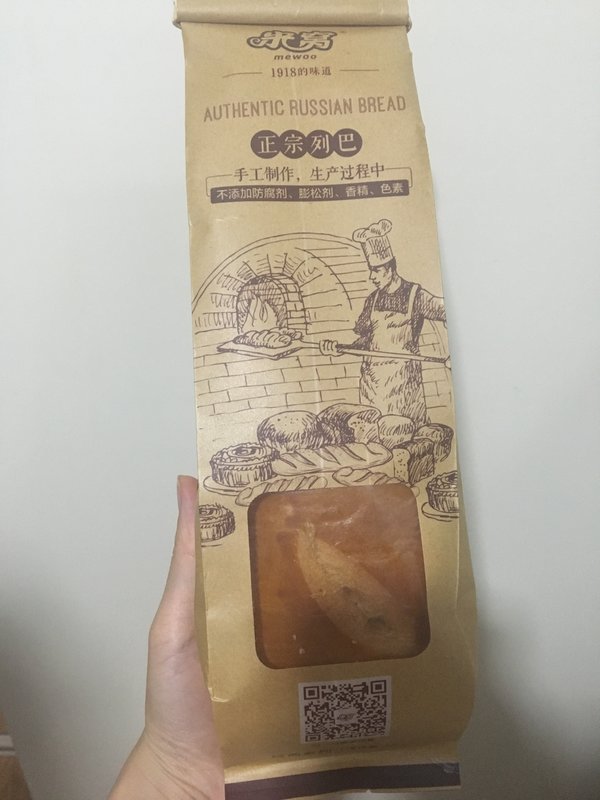 米窝
mewoo
1918的味道
AUTHENTIC RUSSIAN BREAD
正宗列巴
手工制作，生产过程中
不添加防腐剂、膨松剂、香精、色素